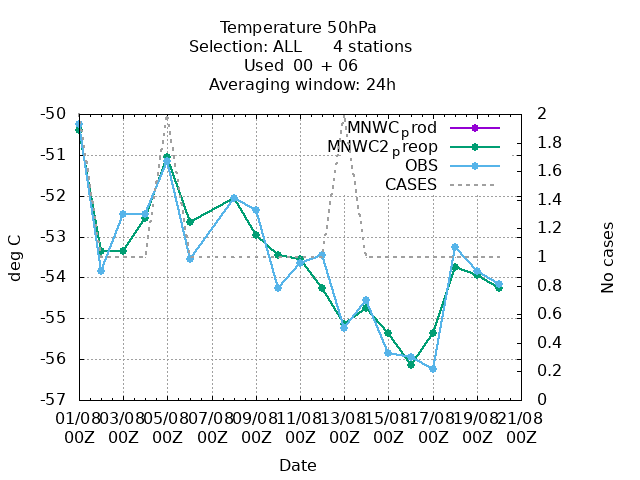 Temperature 50hPa
Selection: ALL 4 stations
Used 00 + 06
Averaging window: 24h
MNWC_prod
MNWC2_preop
OBS
CASES
-50
-51
-52
-53
-54
-55
-56
-57
deg C
2
1.8
1.6
1.4
1.2
1
0.8
0.6
0.4
0.2
0
No cases
01/08 03/08 05/08 07/08 09/08 11/08 13/08 15/08 17/08 19/08 21/08
00Z 00Z 00Z 00Z 00Z 00Z 00Z 00Z 00Z 00Z 00Z
Date